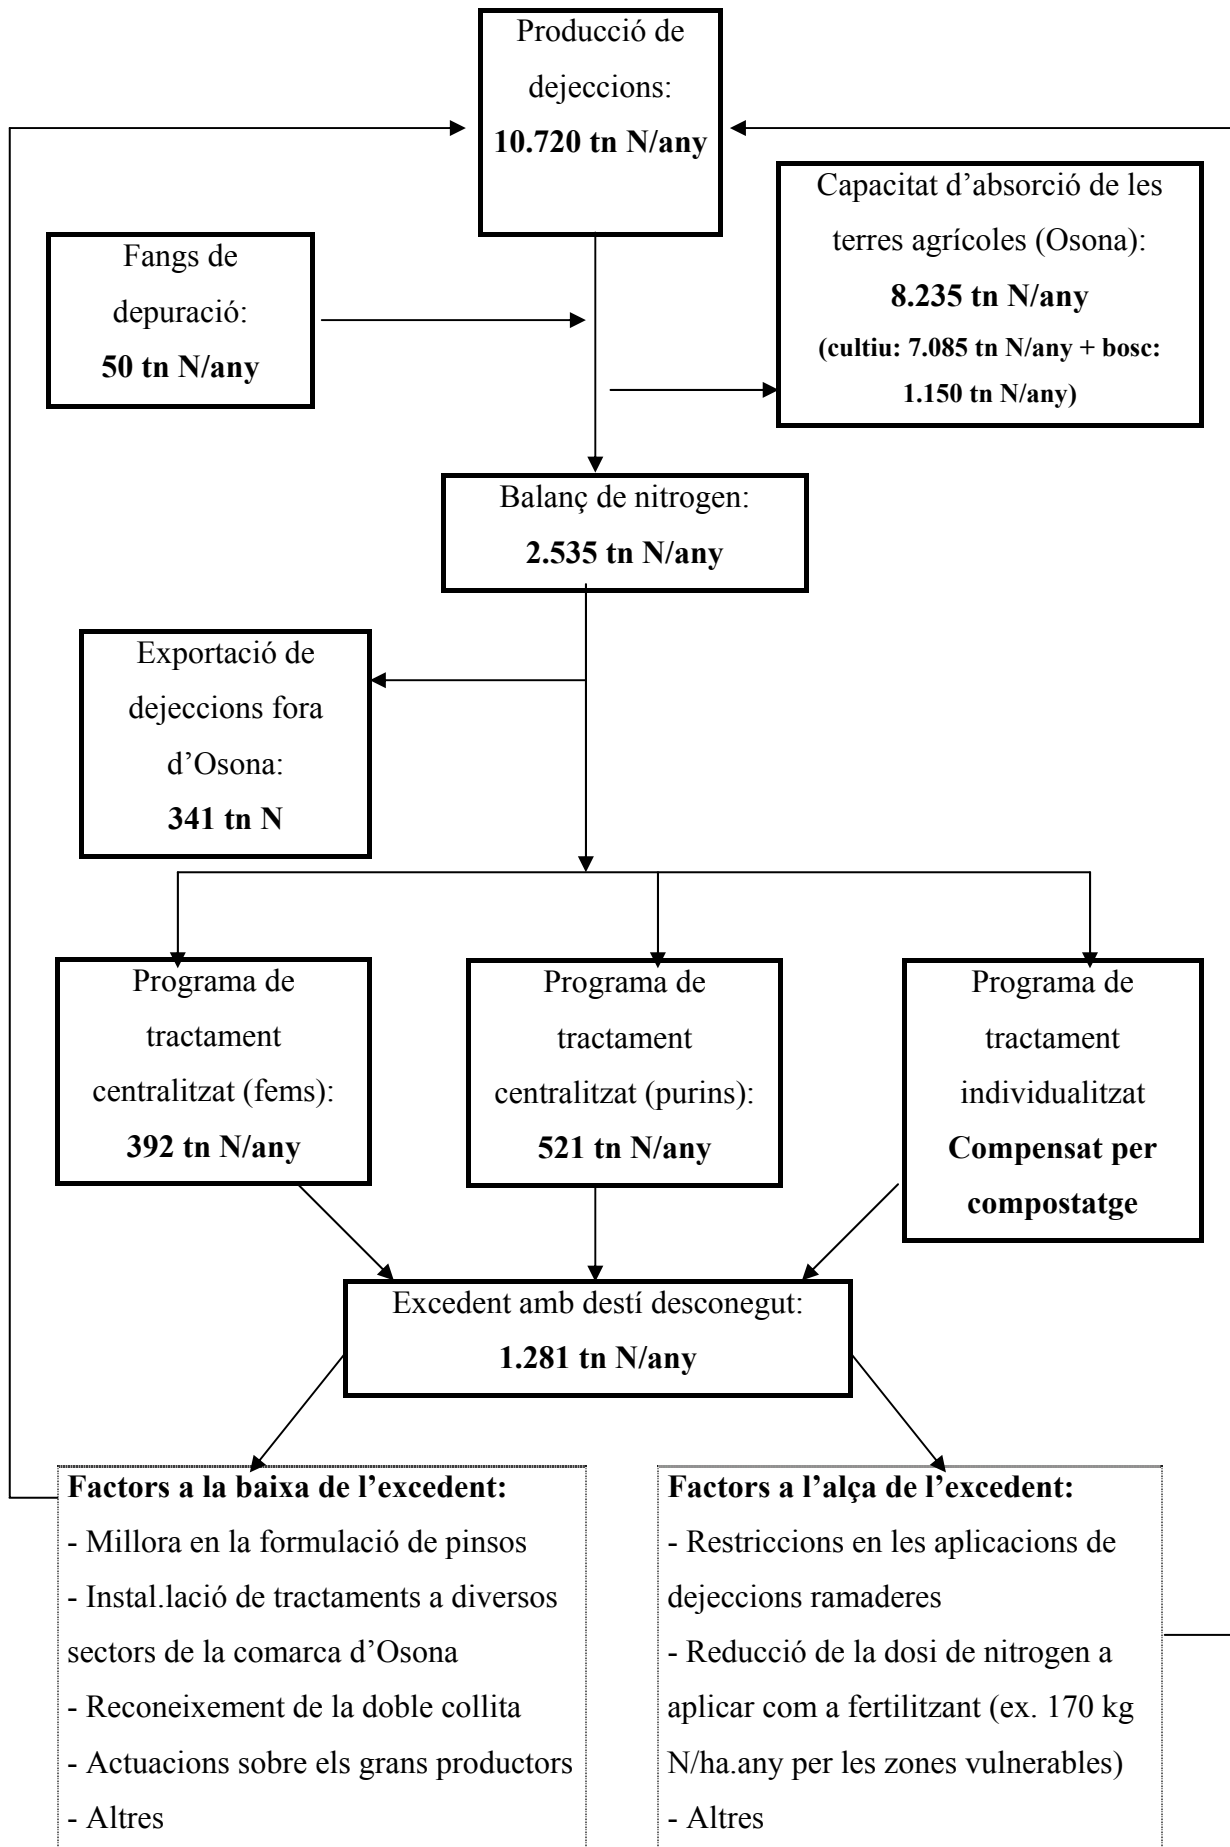 Producció de
dejeccions:
10.720 tn N/any
Capacitat d’absorció de les
terres agrícoles (Osona):
8.235 tn N/any
(cultiu: 7.085 tn N/any + bosc:
1.150 tn N/any)
Fangs de
depuració:
50 tn N/any
Balanç de nitrogen:
2.535 tn N/any
Exportació de
dejeccions fora
d’Osona:
341 tn N
Programa de
tractament
centralitzat (fems):
392 tn N/any
Programa de
tractament
centralitzat (purins):
521 tn N/any
Programa de
tractament
individualitzat
Compensat per
compostatge
Excedent amb destí desconegut:
1.281 tn N/any
Factors a la baixa de l’excedent:
- Millora en la formulació de pinsos
- Instal.lació de tractaments a diversos
sectors de la comarca d’Osona
- Reconeixement de la doble collita
- Actuacions sobre els grans productors
- Altres
Factors a l’alça de l’excedent:
- Restriccions en les aplicacions de
dejeccions ramaderes
- Reducció de la dosi de nitrogen a
aplicar com a fertilitzant (ex. 170 kg
N/ha.any per les zones vulnerables)
- Altres